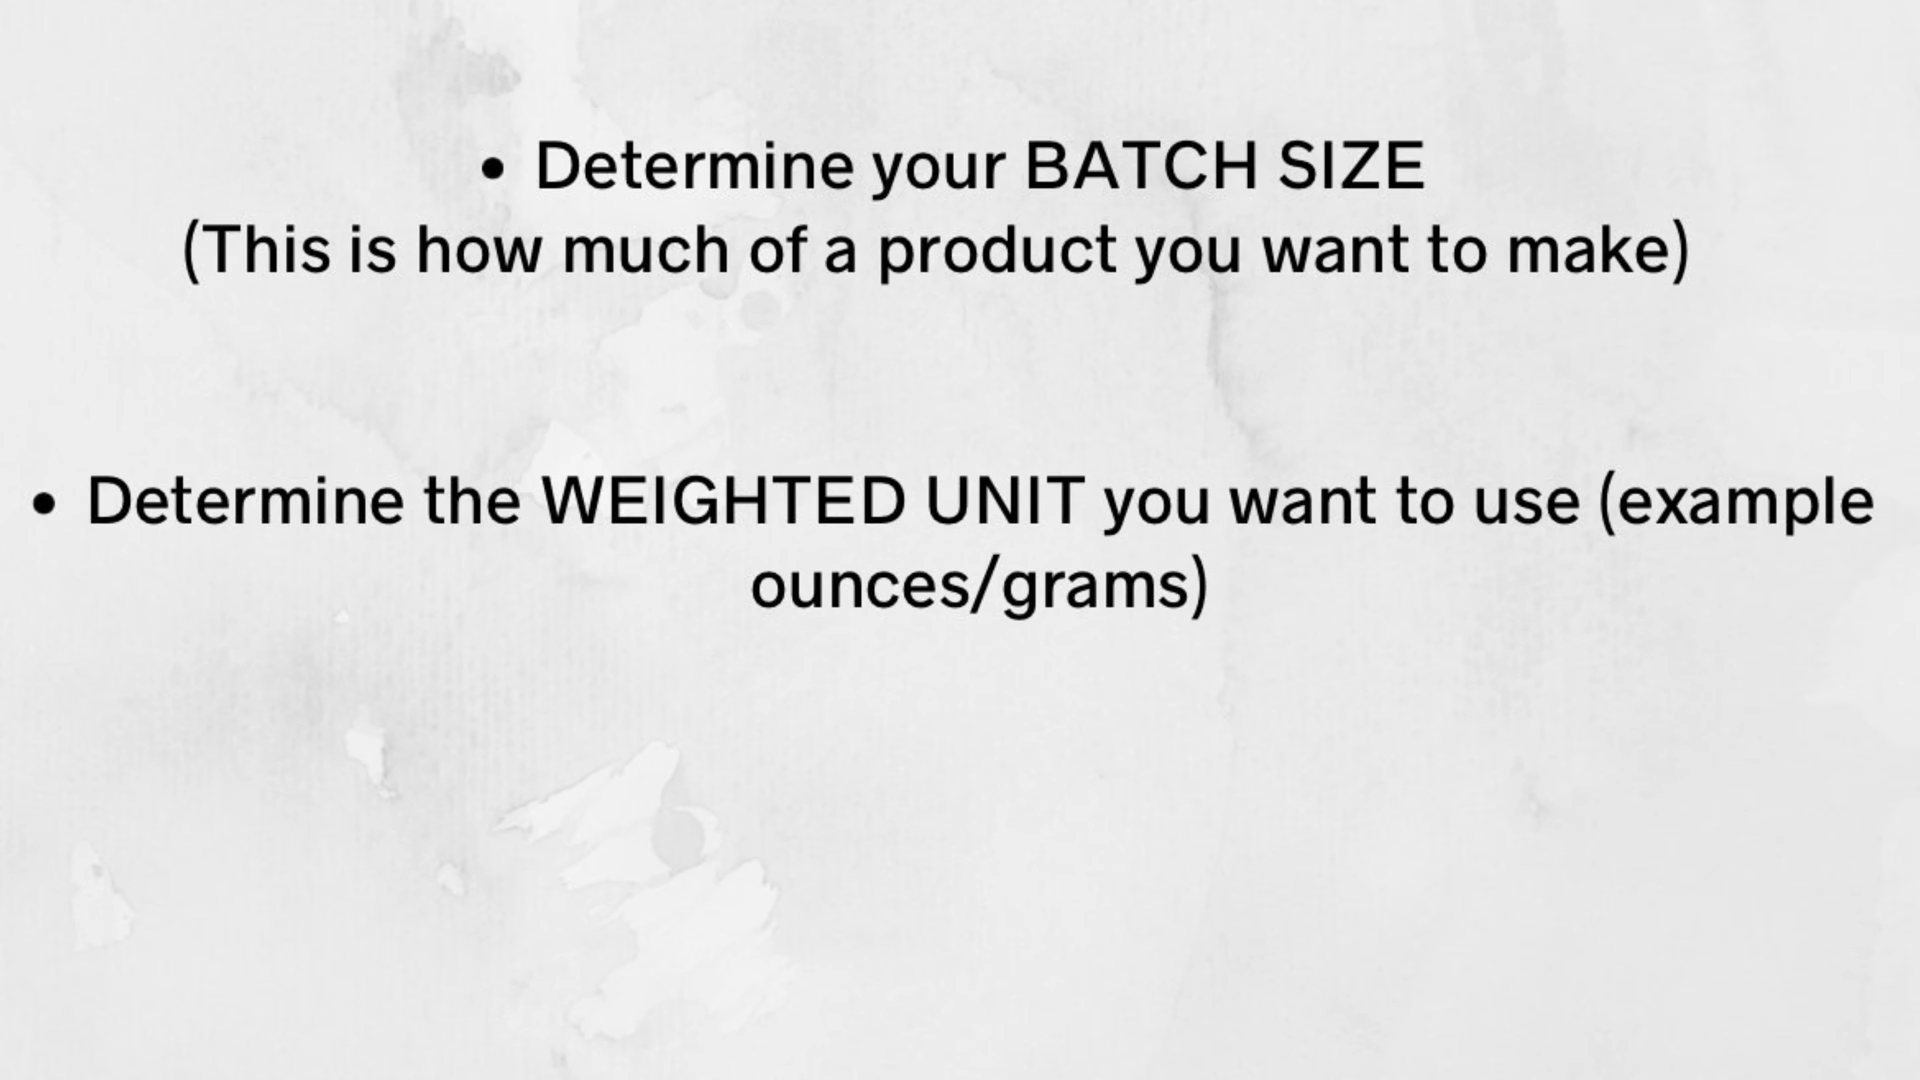 • Determine your BATCH SIZE
(This is how much of a product you want to make)
• Determine the WEIGHTED UNIT you want to use (example
ounces/grams)